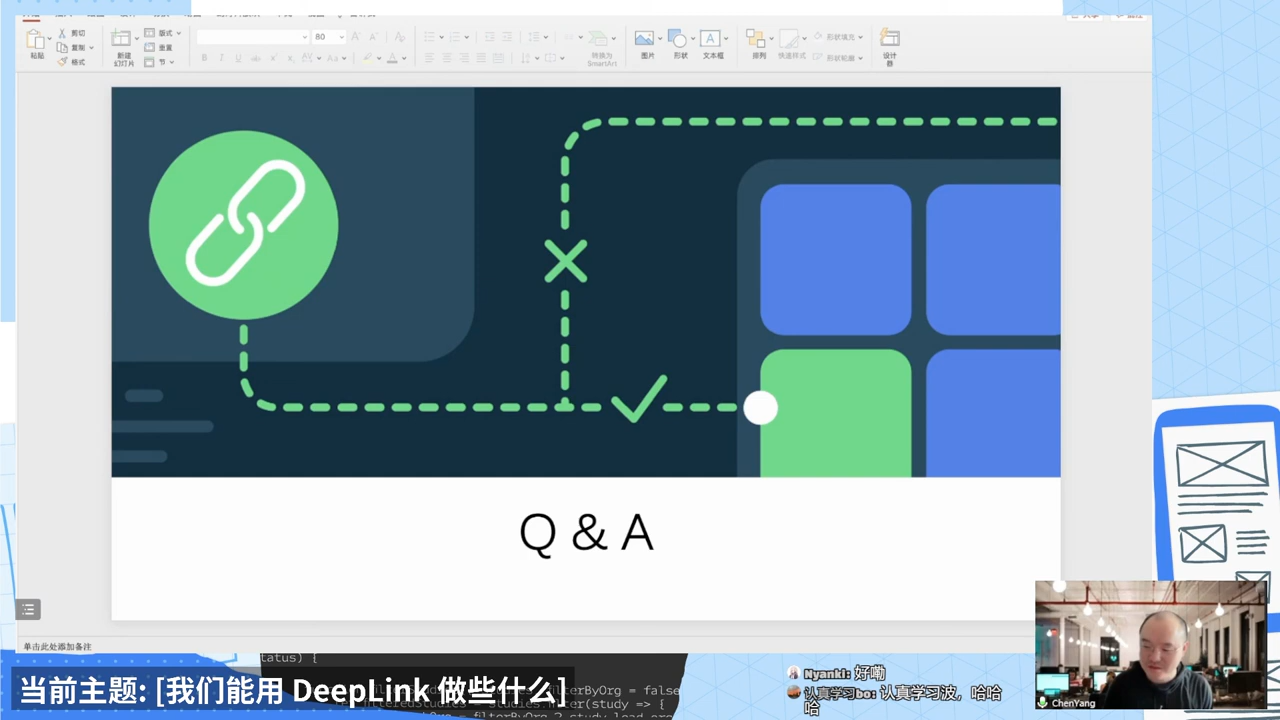 剪切
版式
80
粘贴
复制
格式
新建
幻灯片
重置
节
转换为
SmartArt
图片
形状
文本框
排列
快速样式
形状填充
形状轮廓
设计
器
Q & A
单击此处添加备注
tatus) {
当前主题: [我们能用 DeepLink 做些什么]
filterByOrg = false
Nyanki: 好嘞
认真学习bo: 认真学习波，哈哈
哈
ChenYang